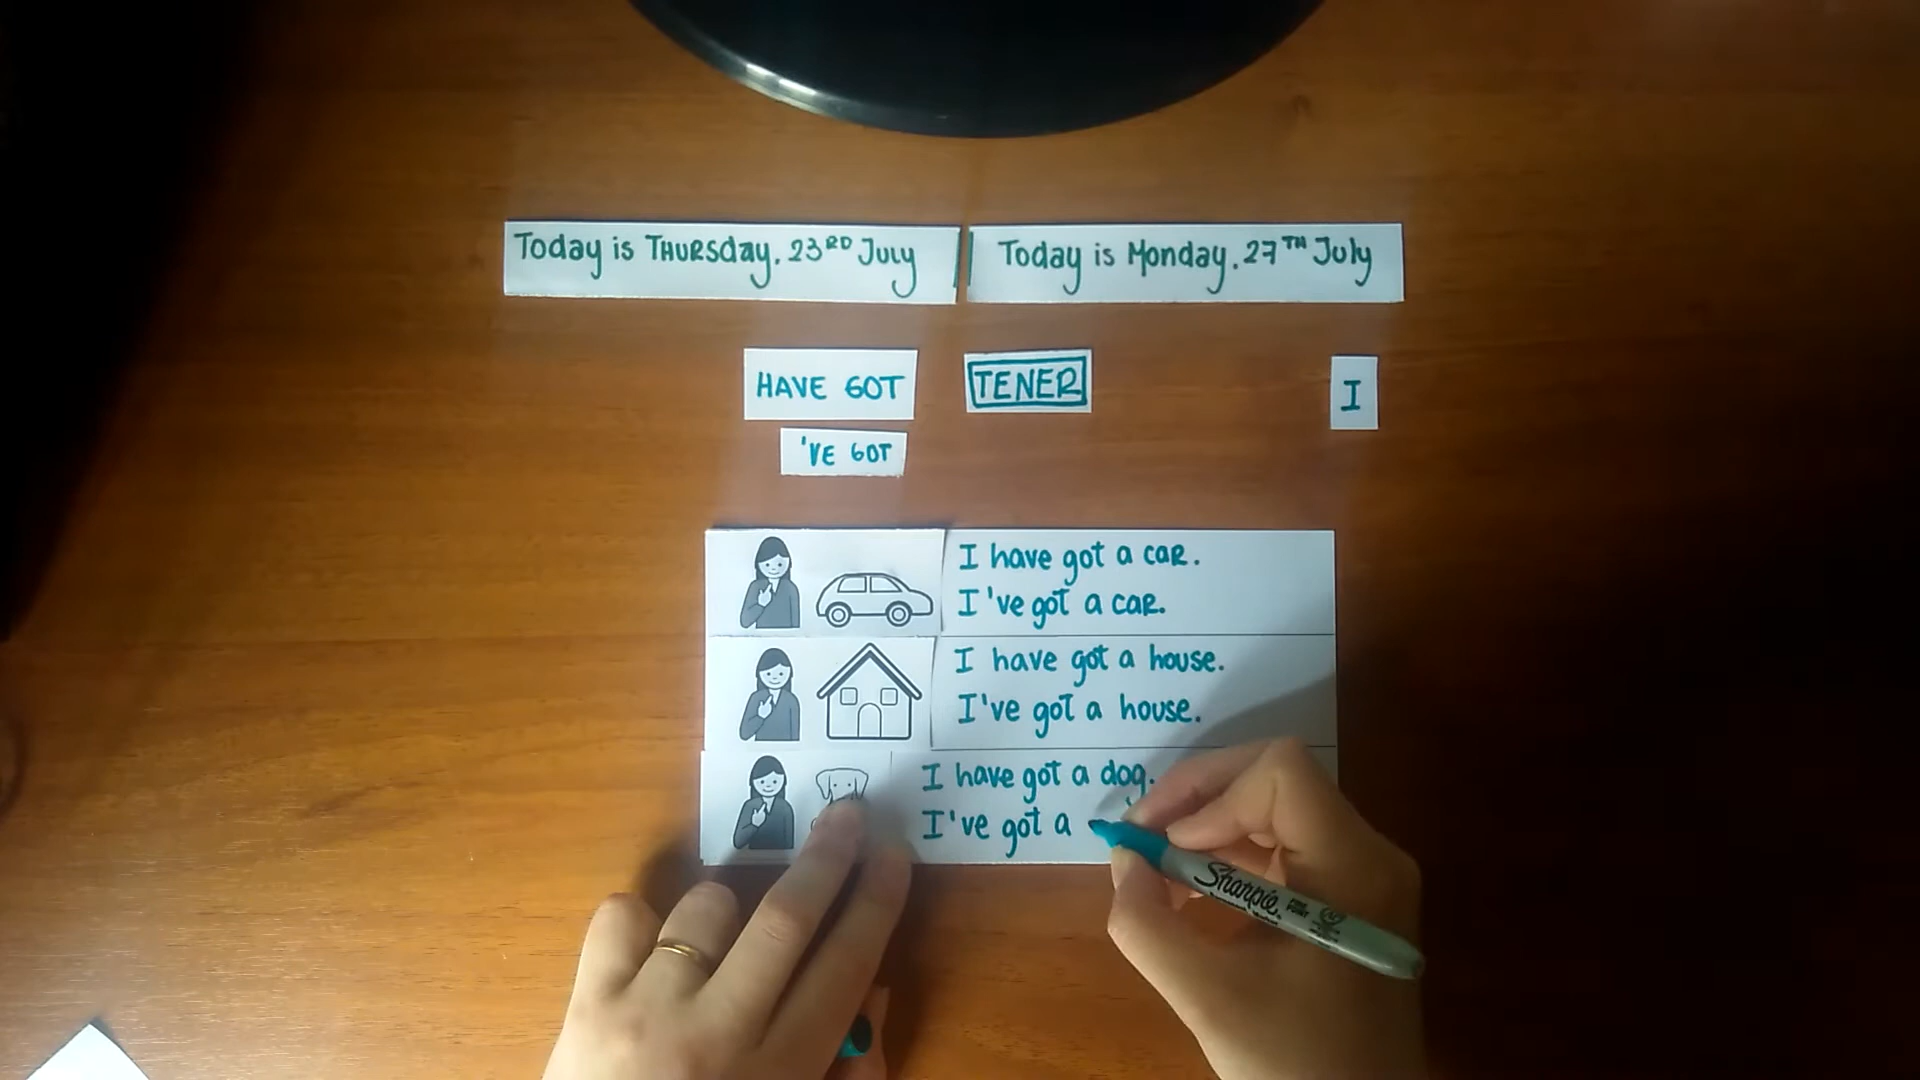 Today is THURSday, 23RD July
Today is Monday, 27TH July
HAVE GOT
TENER
I
'VE GOT
I have got a caR.
I 've got a caR.
I have got a house.
I've got a house.
I have got a dog.
I've got a
Sharpie